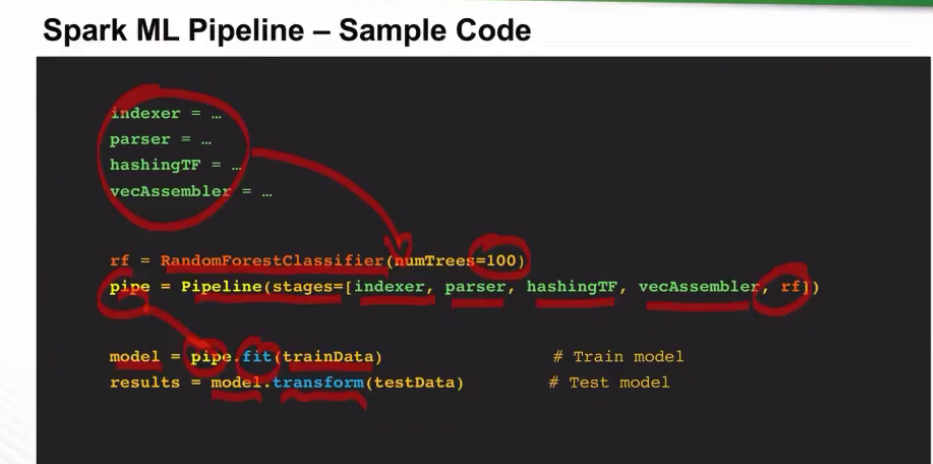 Spark ML Pipeline – Sample Code
indexer = …
parser = …
hashingTF = …
vecAssembler = …
rf = RandomForestClassifier(numTrees=100)
pipe = Pipeline(stages=[indexer, parser, hashingTF, vecAssembler, rf])
model = pipe.fit(trainData) # Train model
results = model.transform(testData) # Test model